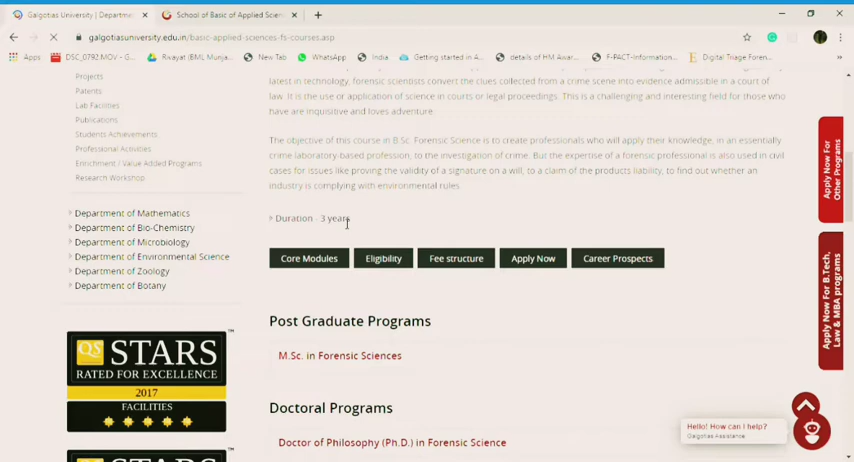 Galgotias University | Departme
School of Basic of Applied Scien
galgotiasuniversity.edu.in/basic-applied-sciences-fs-courses.asp
Apps
DSC_0792.MOV - G...
Rivayat (BML Munja...
New Tab
WhatsApp
India
Getting started in A...
details of HM Awar...
F-PACT-Information...
Digital Triage Foren...
Projects
Patents
Lab Facilities
Publications
Students Achievements
Professional Activities
Enrichment / Value Added Programs
Research Workshop
Department of Mathematics
Department of Bio-Chemistry
Department of Microbiology
Department of Environmental Science
Department of Zoology
Department of Botany
QS STARS
RATED FOR EXCELLENCE
2017
FACILITIES
QS STARS
latest in technology, forensic scientists convert the clues collected from a crime scene into evidence admissible in a court of
law. It is the use or application of science in courts or legal proceedings. This is a challenging and interesting field for those who
have are inquisitive and loves adventure.
The objective of this course in B.Sc. Forensic Science is to create professionals who will apply their knowledge, in an essentially
crime laboratory-based profession, to the investigation of crime. But the expertise of a forensic professional is also used in civil
cases for issues like proving the validity of a signature on a will, to a claim of the products liability, to find out whether an
industry is complying with environmental rules.
Duration - 3 years
Core Modules
Eligibility
Fee structure
Apply Now
Career Prospects
Post Graduate Programs
M.Sc. in Forensic Sciences
Doctoral Programs
Doctor of Philosophy (Ph.D.) in Forensic Science
Apply Now For
Other Programs
Apply Now For B.Tech,
Law & MBA programs
Hello! How can I help?
Galgotias Assistance